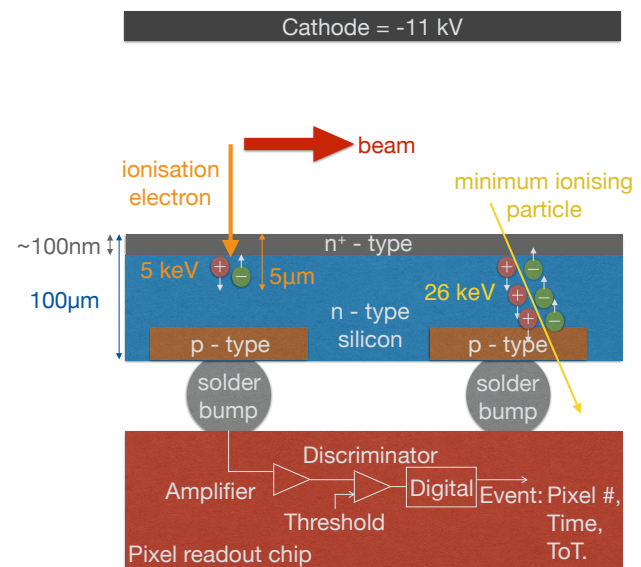 Cathode = -11 kV
beam
ionisation
electron
minimum ionising
particle
~100nm
n+ - type
5 keV
5μm
26 keV
100μm
n - type
silicon
p - type
p - type
solder
bump
solder
bump
Discriminator
Amplifier
Digital
Event: Pixel #,
Time,
ToT.
Threshold
Pixel readout chip